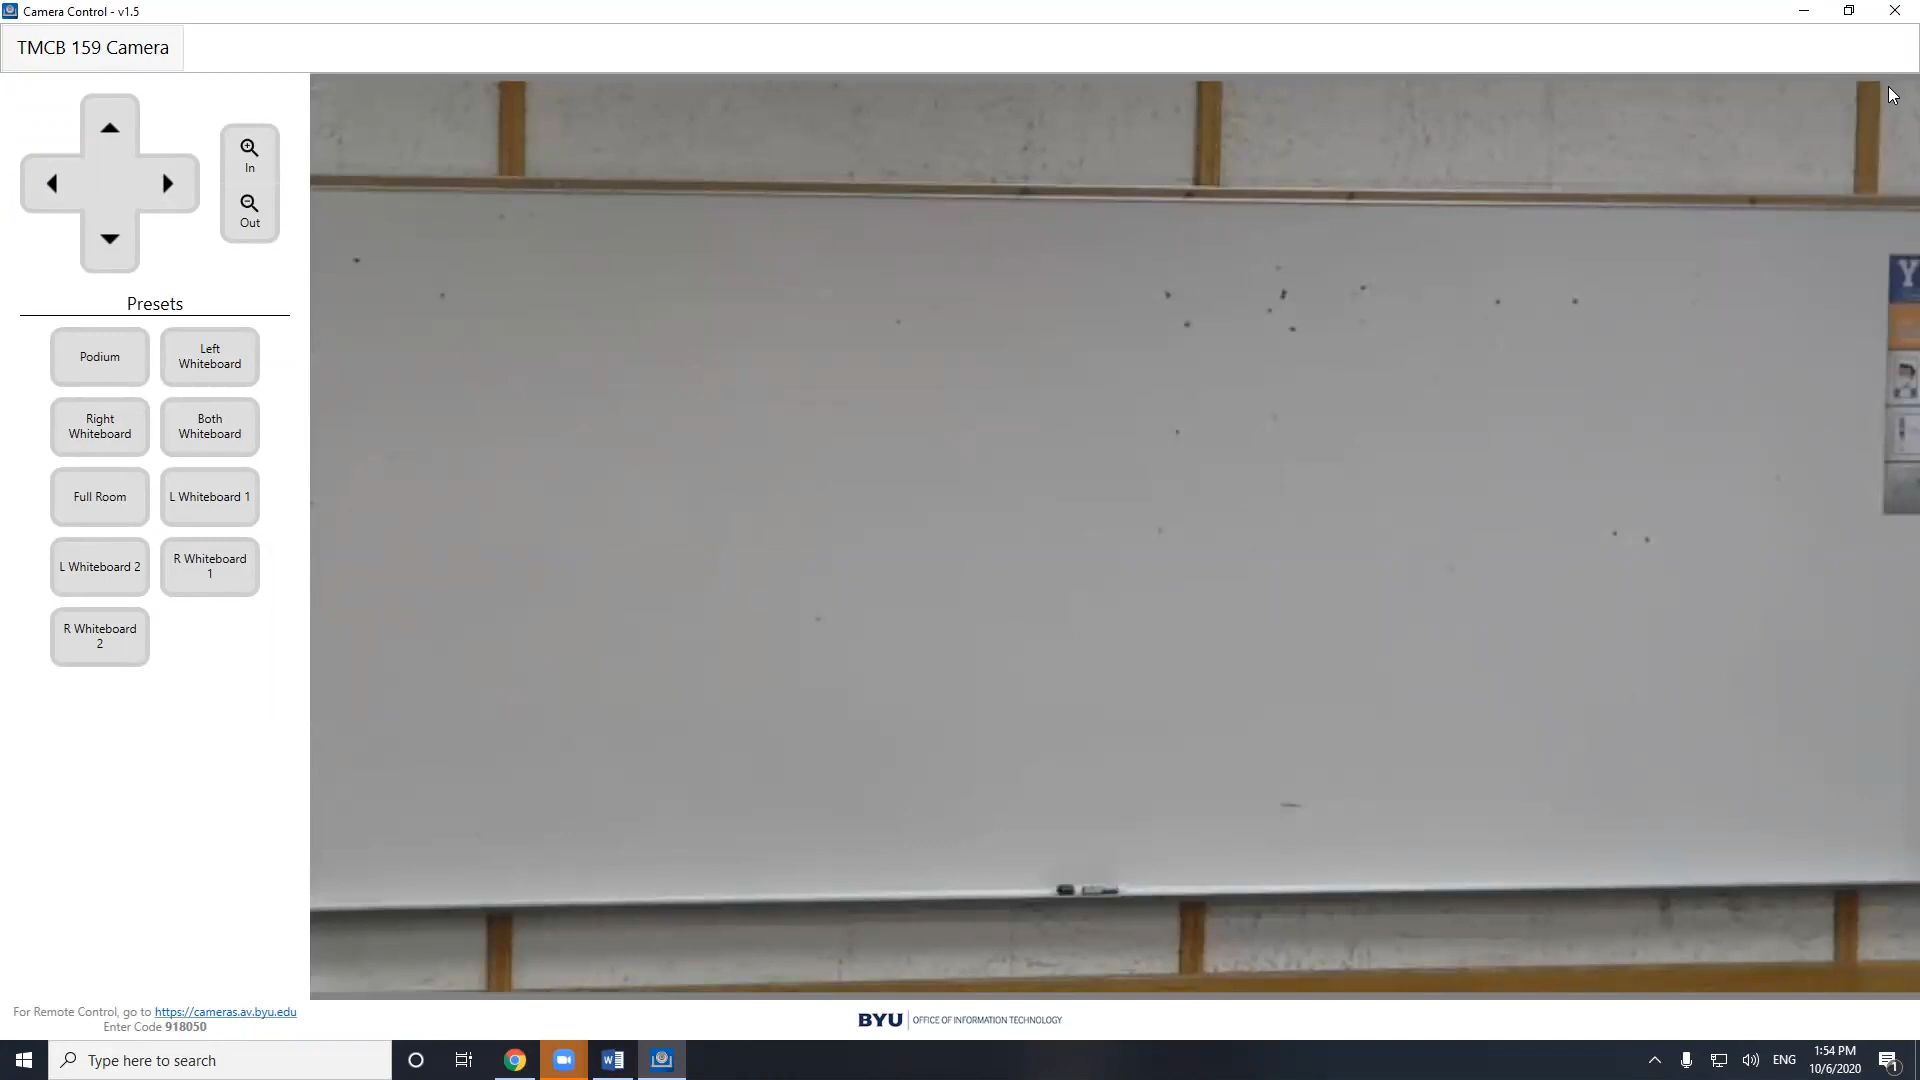 Camera Control - v1.5
TMCB 159 Camera
In
Out
Presets
Podium
Left
Whiteboard
Right
Whiteboard
Both
Whiteboard
Full Room
L Whiteboard 1
L Whiteboard 2
R Whiteboard
1
R Whiteboard
2
Y
For Remote Control, go to https://cameras.av.byu.edu
Enter Code 918050
BYU OFFICE OF INFORMATION TECHNOLOGY
Type here to search
ENG
1:54 PM
10/6/2020
1